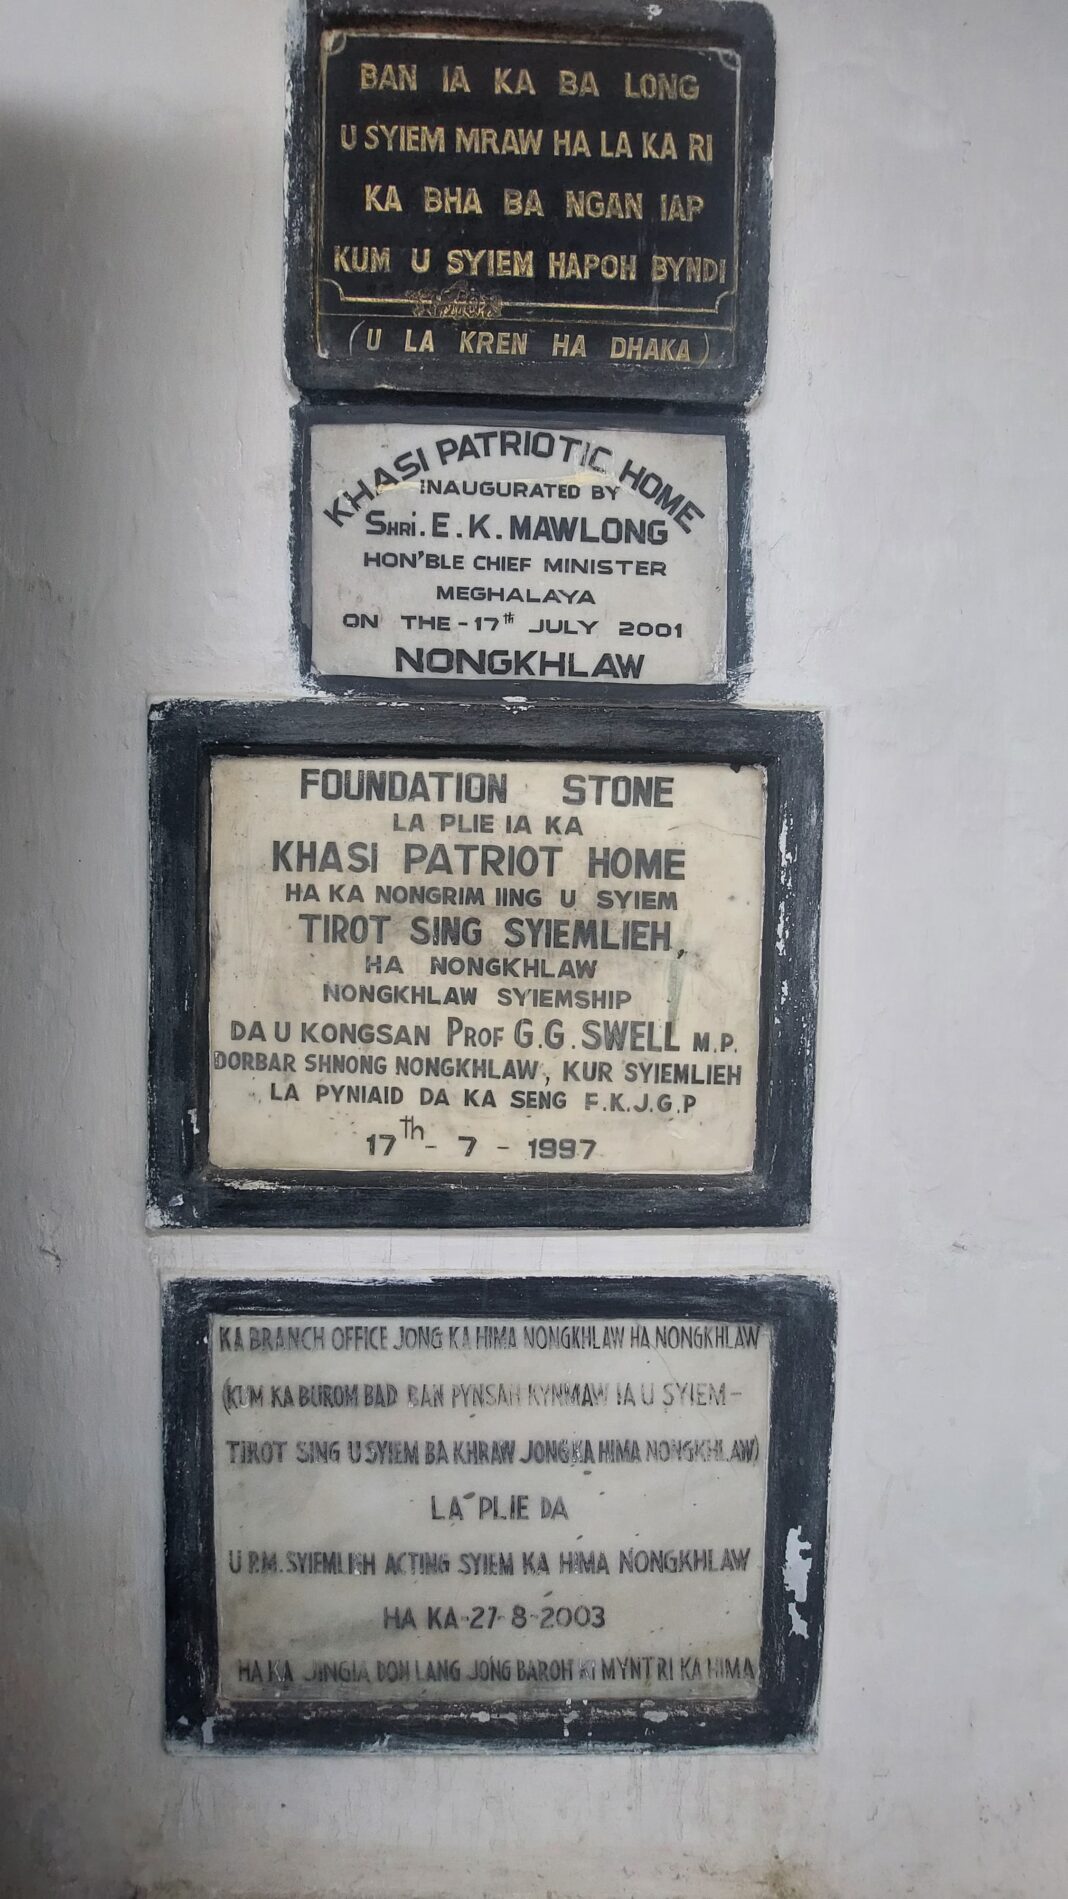 BAN IA KA BA LONG
U SYIEM MRAW HA LA KA RI
KA BHA BA NGAN IAP
KUM U SYIEM HAPOH BYNDI
(U LA KREN HA DHAKA)
KHASI PATRIOTIC HOME
INAUGURATED BY
SHRI. E. K. MAWLONG
HON'BLE CHIEF MINISTER
MEGHALAYA
ON THE - 17th JULY 2001
NONGKHLAW
FOUNDATION STONE
LA PLIE IA KA
KHASI PATRIOT HOME
HA KA NONGRIM IING U SYIEM
TIROT SING SYIEMLIEH,
HA NONGKHLAW
NONGKHLAW SYIEMSHIP
DA U KONGSAN PROF G.G. SWELL M.P.
DORBAR SHNONG NONGKHLAW, KUR SYIEMLIEH
LA PYNIAID DA KA SENG F.K.J.G.P
17th - 7 - 1997
KA BRANCH OFFICE JONG KA HIMA NONGKHLAW HA NONGKHLAW
(KUM KA BUROM BAD BAN PYNSAH KYNMAW IA U SYIEM-
TIROT SING U SYIEM BA KHRAW JONG KA HIMA NONGKHLAW)
LA PLIE DA
U P.M. SYIEMLIEH ACTING SYIEM KA HIMA NONGKHLAW
HA KA-27-8-2003
HA KA JINGIA DON LANG JONG BAROH KI MYNTRI KA HIMA